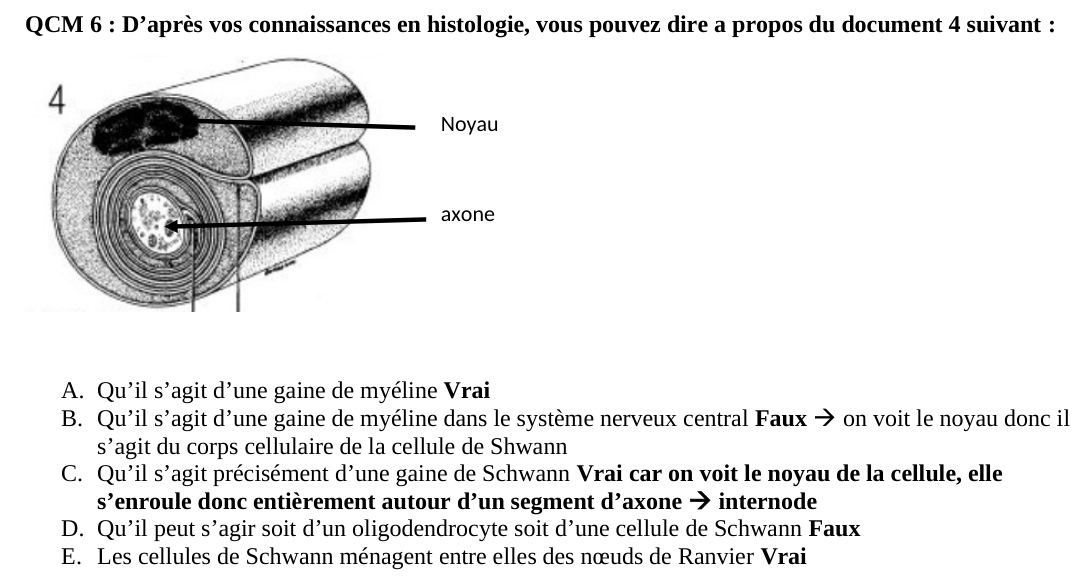 QCM 6 : D’après vos connaissances en histologie, vous pouvez dire a propos du document 4 suivant :
4
Noyau
axone
A. Qu’il s’agit d’une gaine de myéline Vrai
B. Qu’il s’agit d’une gaine de myéline dans le système nerveux central Faux → on voit le noyau donc il
s’agit du corps cellulaire de la cellule de Shwann
C. Qu’il s’agit précisément d’une gaine de Schwann Vrai car on voit le noyau de la cellule, elle
s’enroule donc entièrement autour d’un segment d’axone → internode
D. Qu’il peut s’agir soit d’un oligodendrocyte soit d’une cellule de Schwann Faux
E. Les cellules de Schwann ménagent entre elles des nœuds de Ranvier Vrai